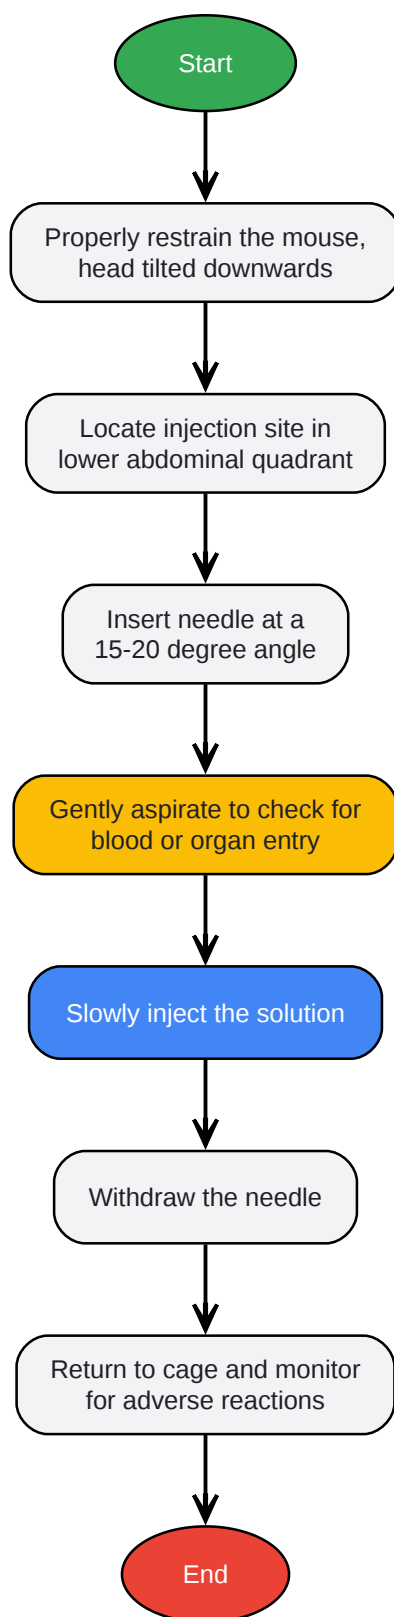 Start
Properly restrain the mouse,
head tilted downwards
Locate injection site in
lower abdominal quadrant
Insert needle at a
15-20 degree angle
Gently aspirate to check for
blood or organ entry
Slowly inject the solution
Withdraw the needle
Return to cage and monitor
for adverse reactions
End